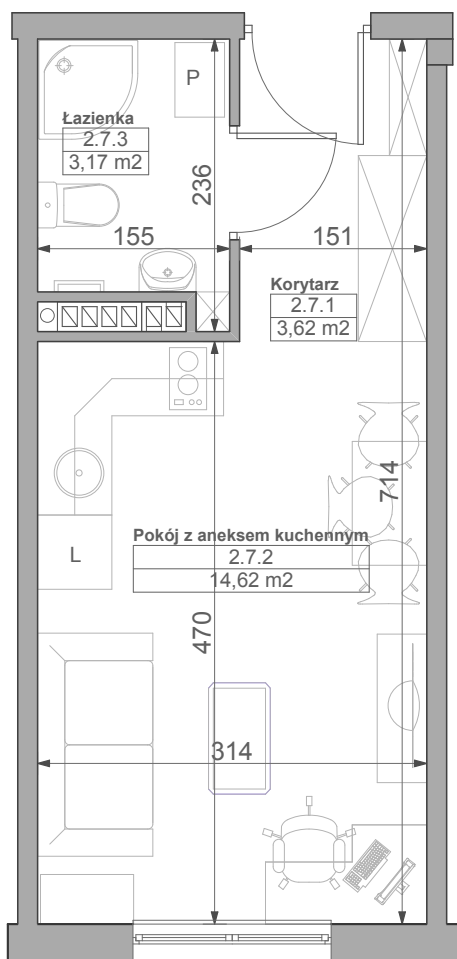 P
Łazienka
2.7.3
3,17 m2
236
155
151
Korytarz
2.7.1
3,62 m2
714
Pokój z aneksem kuchennym
2.7.2
14,62 m2
L
470
314